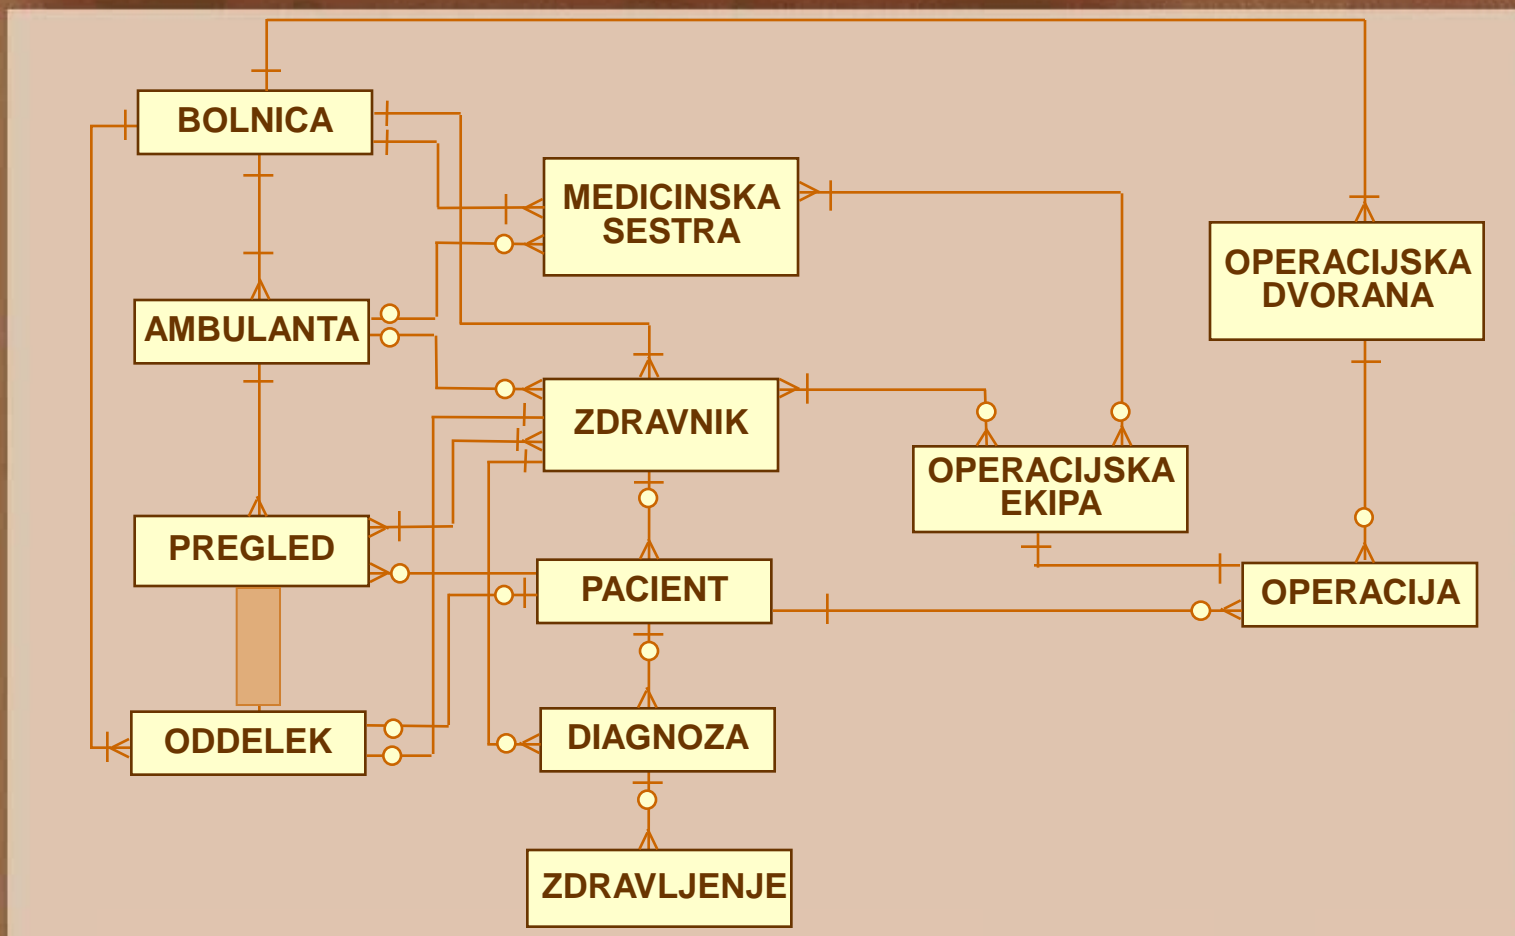 BOLNICA
MEDICINSKA
SESTRA
OPERACIJSKA
DVORANA
AMBULANTA
ZDRAVNIK
OPERACIJSKA
EKIPA
PREGLED
PACIENT
OPERACIJA
ODDELEK
DIAGNOZA
ZDRAVLJENJE